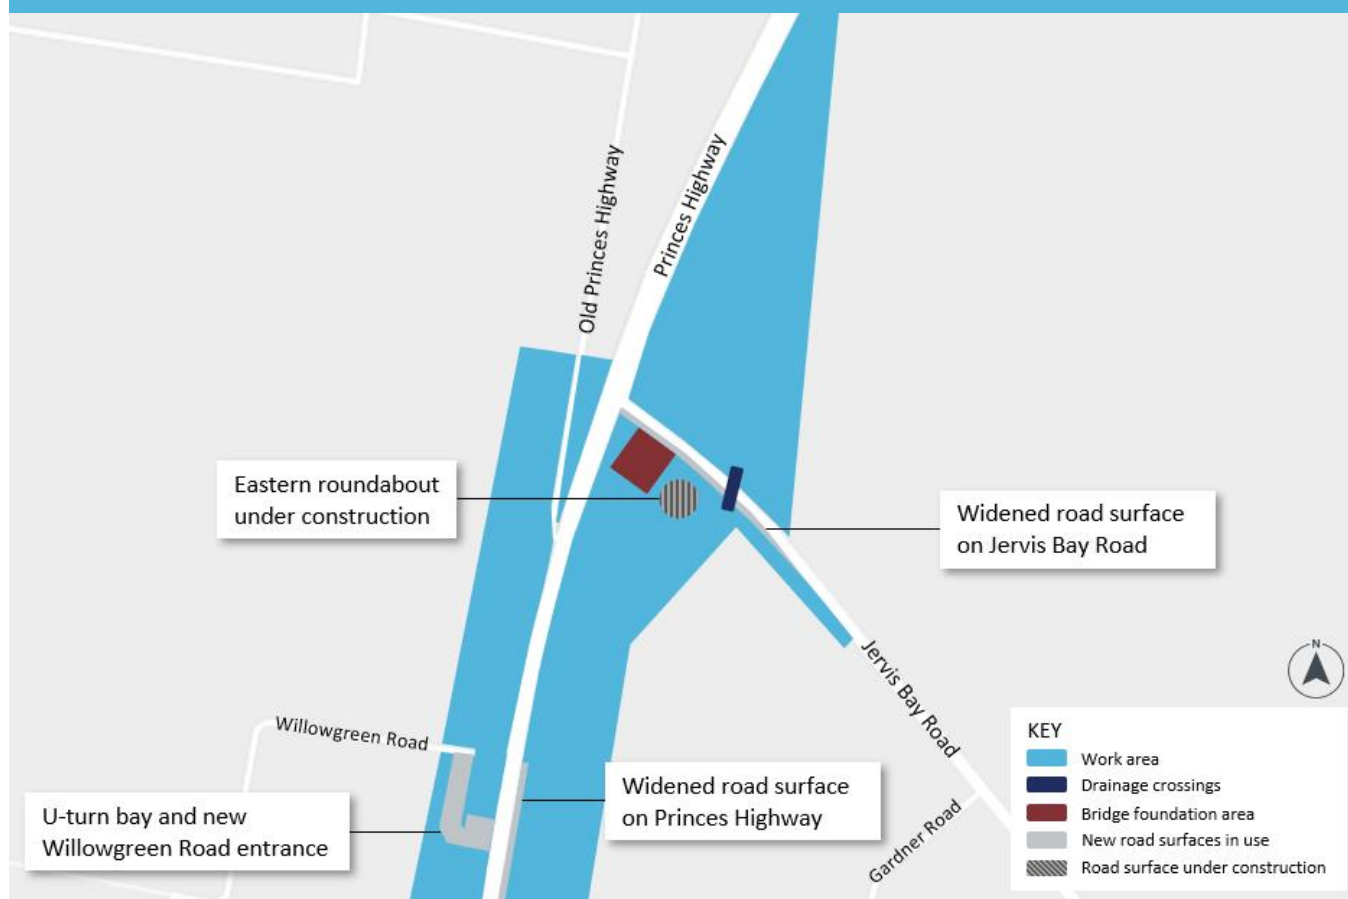 Old Princes Highway
Princes Highway
Eastern roundabout
under construction
Widened road surface
on Jervis Bay Road
Jervis Bay Road
N
Willowgreen Road
U-turn bay and new
Willowgreen Road entrance
Widened road surface
on Princes Highway
Gardner Road
KEY
Work area
Drainage crossings
Bridge foundation area
New road surfaces in use
Road surface under construction